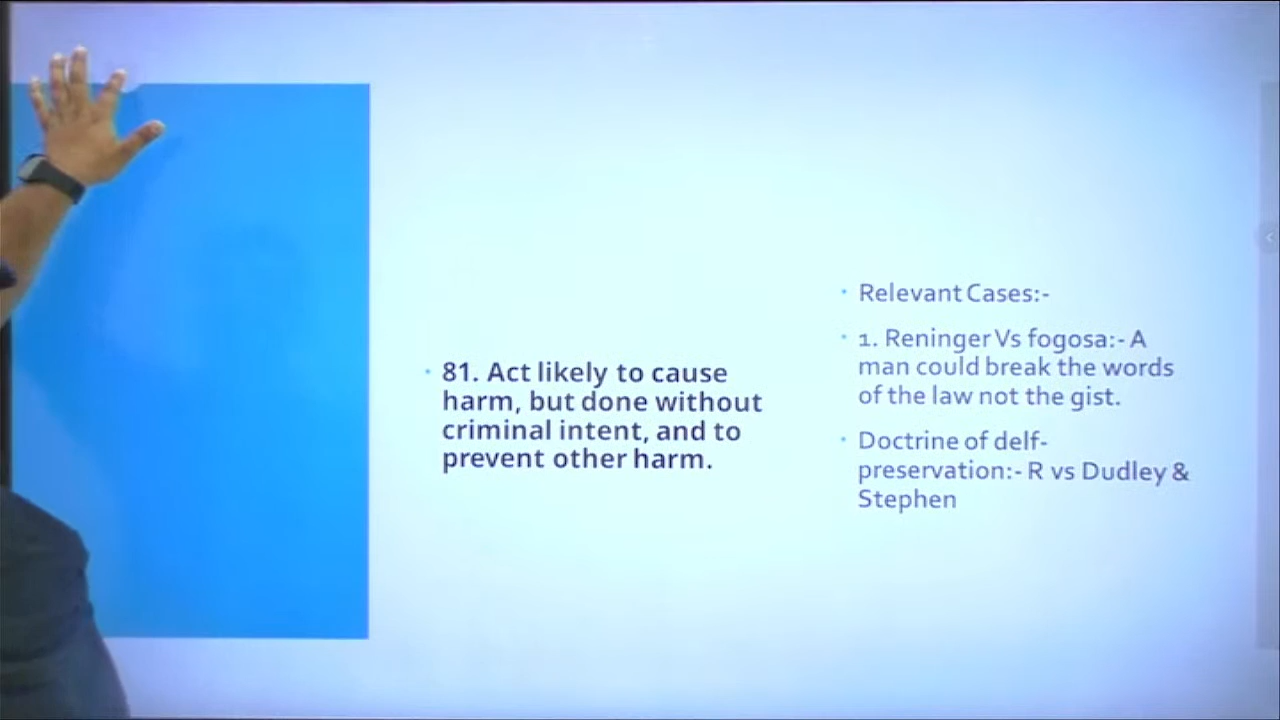 81. Act likely to cause
harm, but done without
criminal intent, and to
prevent other harm.
Relevant Cases:-
1. Reninger Vs fogosa:- A
man could break the words
of the law not the gist.
Doctrine of delf-
preservation:- R vs Dudley &
Stephen